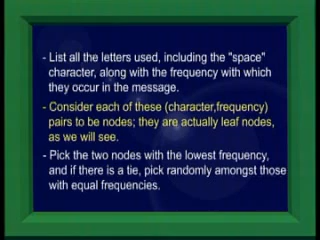 - List all the letters used, including the "space"
character, along with the frequency with which
they occur in the message.
- Consider each of these (character,frequency)
pairs to be nodes; they are actually leaf nodes,
as we will see.
- Pick the two nodes with the lowest frequency,
and if there is a tie, pick randomly amongst those
with equal frequencies.